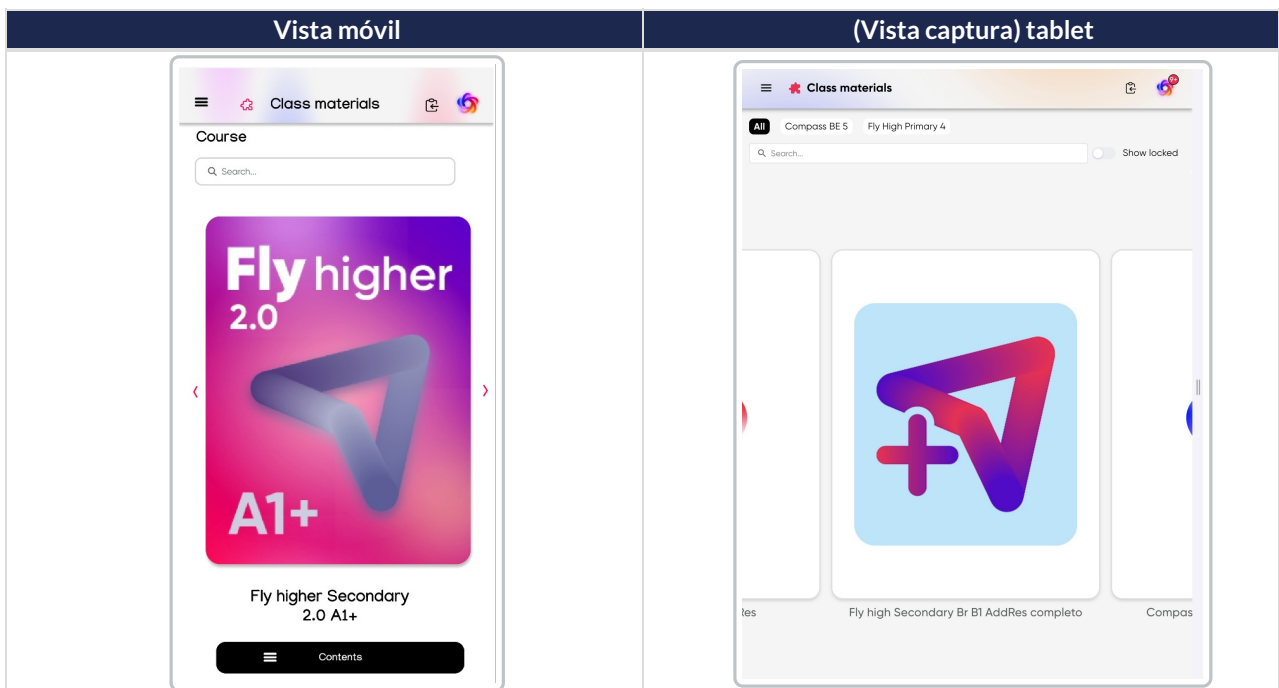 Vista móvil
(Vista captura) tablet
Class materials
Course
Search...
Fly higher
2.0
A1+
Fly higher Secondary
2.0 A1+
Contents
Class materials
9+
All Compass BE 5 Fly High Primary 4
Search... Show locked
Res Fly high Secondary Br B1 AddRes completo Compas